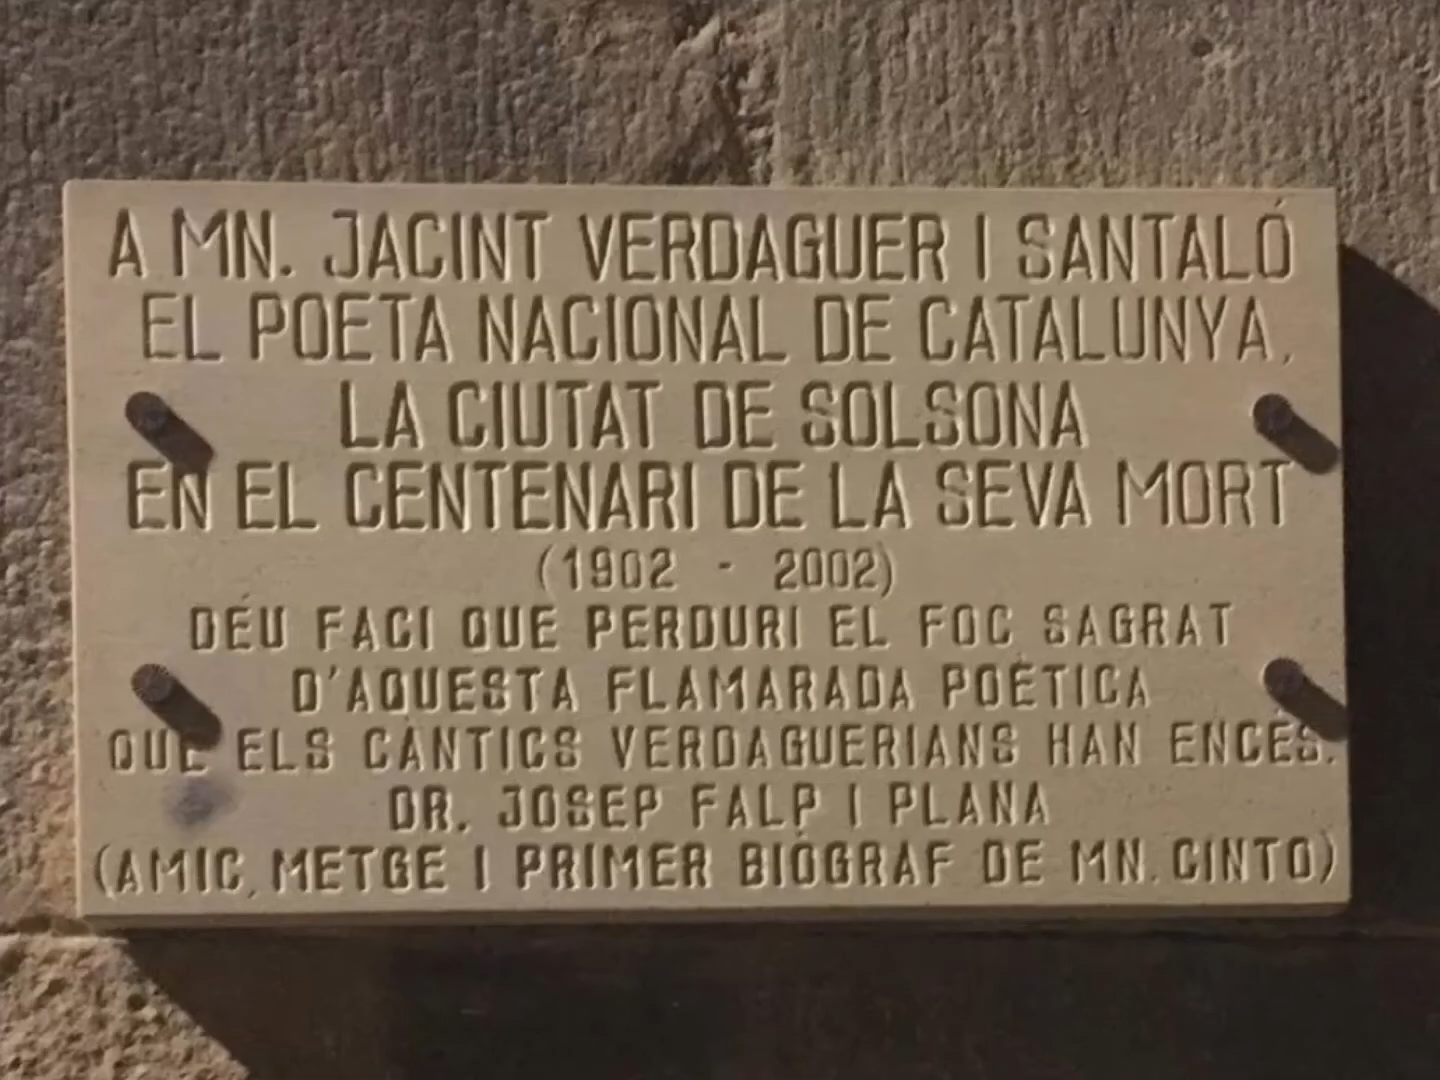 A MN. JACINT VERDAGUER I SANTALÓ
EL POETA NACIONAL DE CATALUNYA,
LA CIUTAT DE SOLSONA
EN EL CENTENARI DE LA SEVA MORT
(1902 - 2002)
DÉU FACI QUE PERDURI EL FOC SAGRAT
D'AQUESTA FLAMARADA POÈTICA
QUE ELS CÀNTICS VERDAGUERIANS HAN ENCÈS.
DR. JOSEP FALP I PLANA
(AMIC, METGE I PRIMER BIÒGRAF DE MN. CINTO)